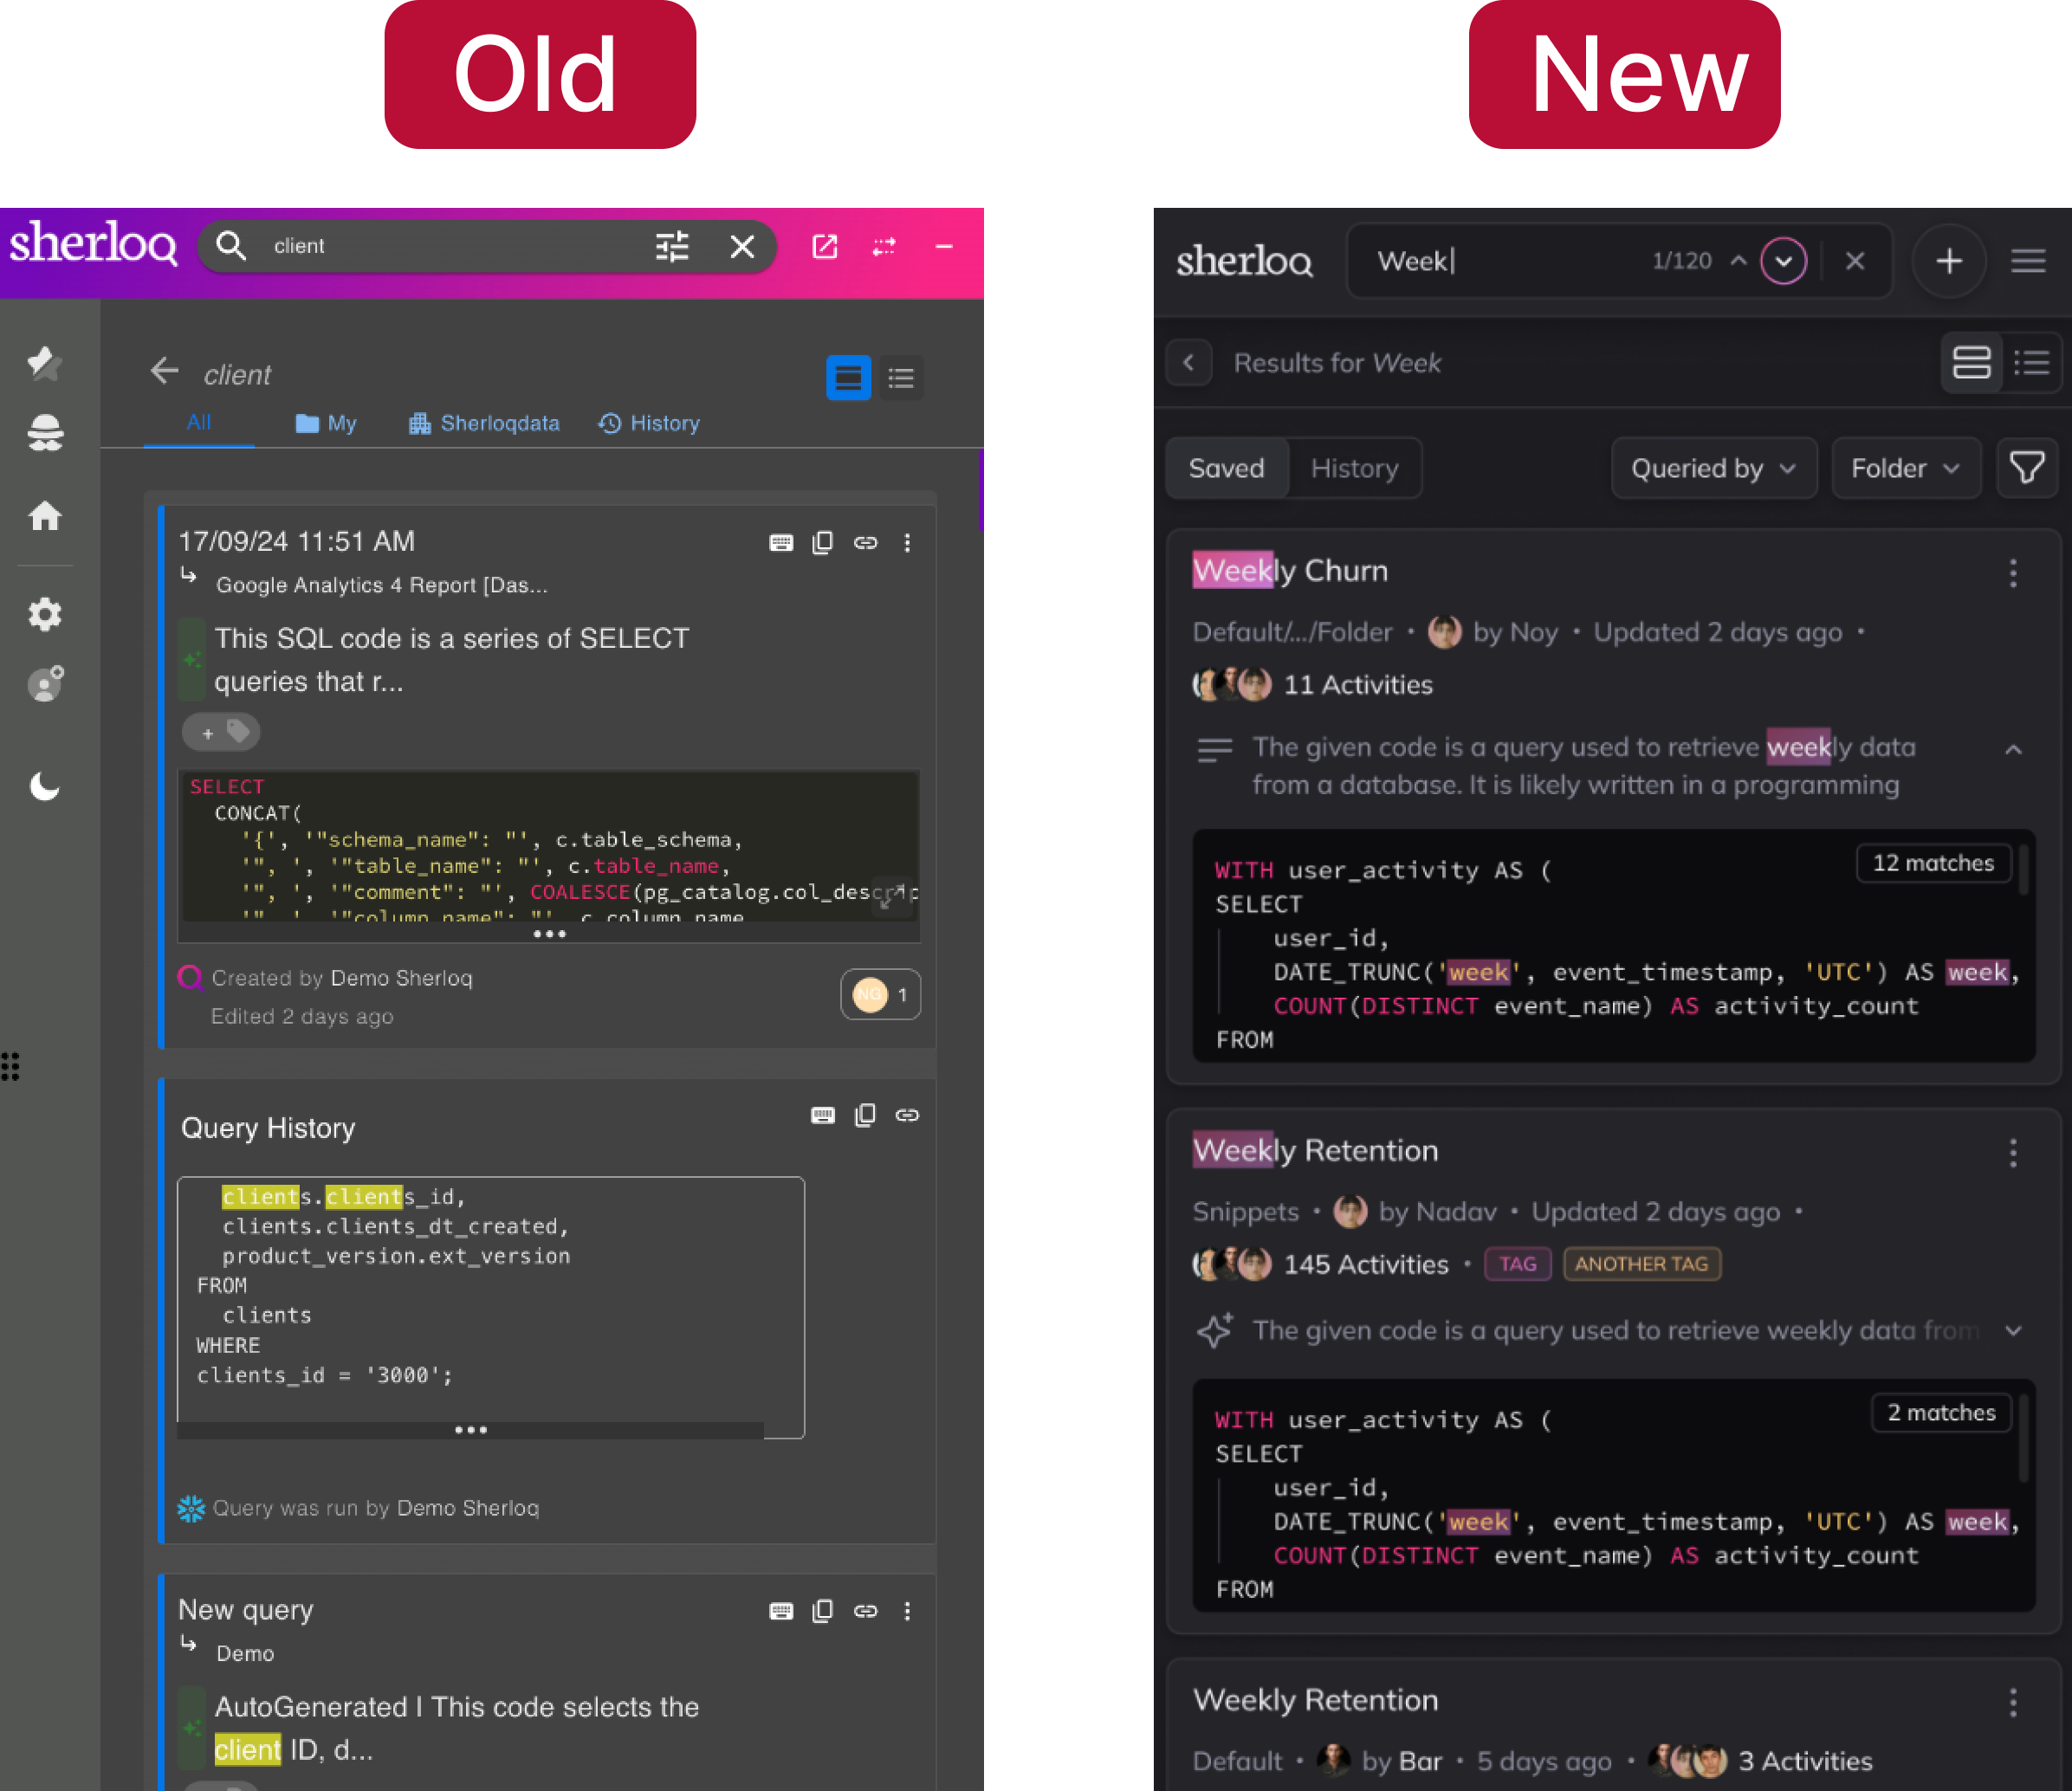 Old
sherloq
client
client
All
My
Sherloqdata
History
17/09/24 11:51 AM
Google Analytics 4 Report [Das...
This SQL code is a series of SELECT
queries that r...
+
SELECT
CONCAT(
'{', '"schema_name": "', c.table_schema,
'", ', '"table_name": "', c.table_name,
'", ', '"comment": "', COALESCE(pg_catalog.col_descrip
'", ', '"column_name": "', c.column_name
Created by Demo Sherloq
Edited 2 days ago
NG 1
Query History
clients.clients_id,
clients.clients_dt_created,
product_version.ext_version
FROM
clients
WHERE
clients_id = '3000';
Query was run by Demo Sherloq
New query
Demo
AutoGenerated | This code selects the
client ID, d...
New
sherloq
Week
1/120
Results for Week
Saved
History
Queried by
Folder
Weekly Churn
Default/.../Folder • by Noy • Updated 2 days ago •
11 Activities
The given code is a query used to retrieve weekly data
from a database. It is likely written in a programming
12 matches
WITH user_activity AS (
SELECT
user_id,
DATE_TRUNC('week', event_timestamp, 'UTC') AS week,
COUNT(DISTINCT event_name) AS activity_count
FROM
Weekly Retention
Snippets • by Nadav • Updated 2 days ago •
145 Activities • TAG ANOTHER TAG
The given code is a query used to retrieve weekly data from
2 matches
WITH user_activity AS (
SELECT
user_id,
DATE_TRUNC('week', event_timestamp, 'UTC') AS week,
COUNT(DISTINCT event_name) AS activity_count
FROM
Weekly Retention
Default • by Bar • 5 days ago • 3 Activities